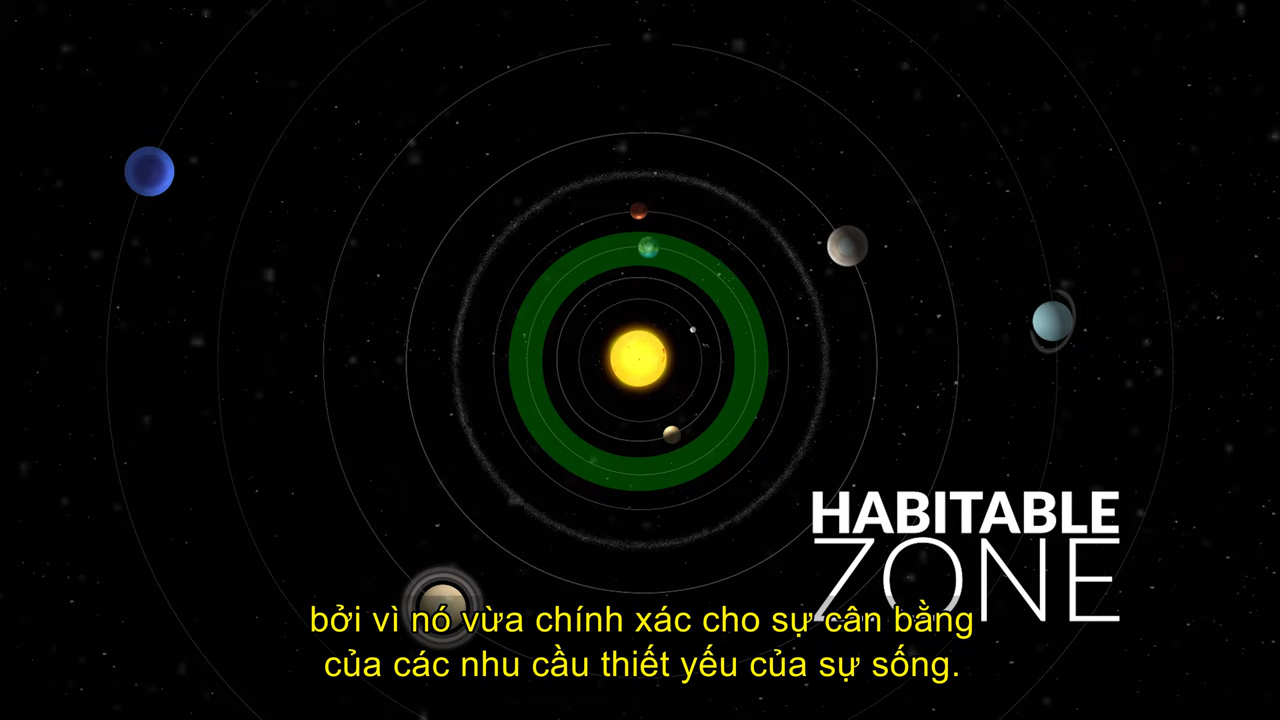 HABITABLE
ZONE
bởi vì nó vừa chính xác cho sự cân bằng
của các nhu cầu thiết yếu của sự sống.